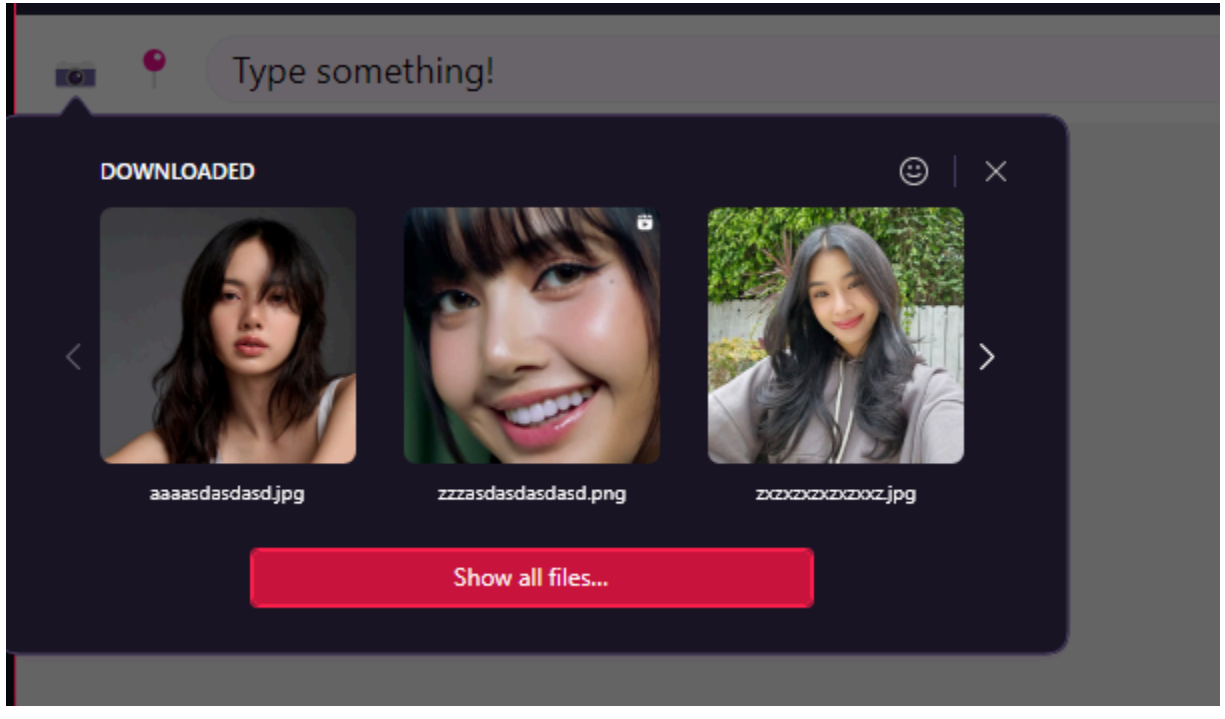 Type something!
DOWNLOADED
aaaasdasdasd.jpg
zzzasdasdasdasd.png
zxzxzxzxzxzxxz.jpg
Show all files...